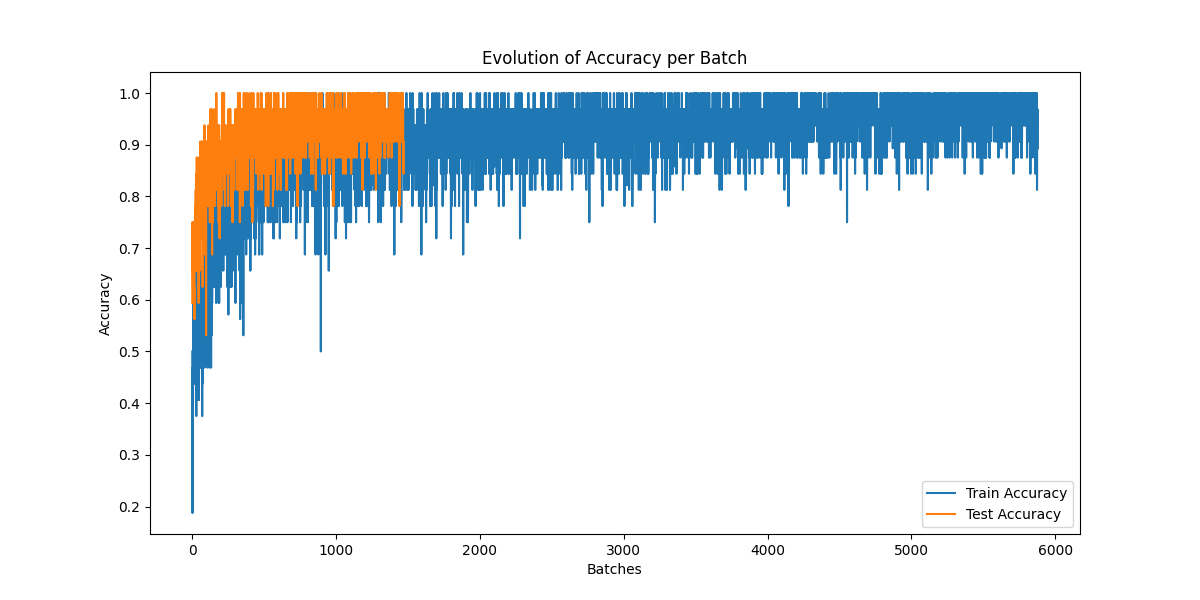 Evolution of Accuracy per Batch
1.0
0.9
0.8
0.7
0.6
0.5
0.4
0.3
0.2
Accuracy
0 1000 2000 3000 4000 5000 6000
Batches
Train Accuracy
Test Accuracy